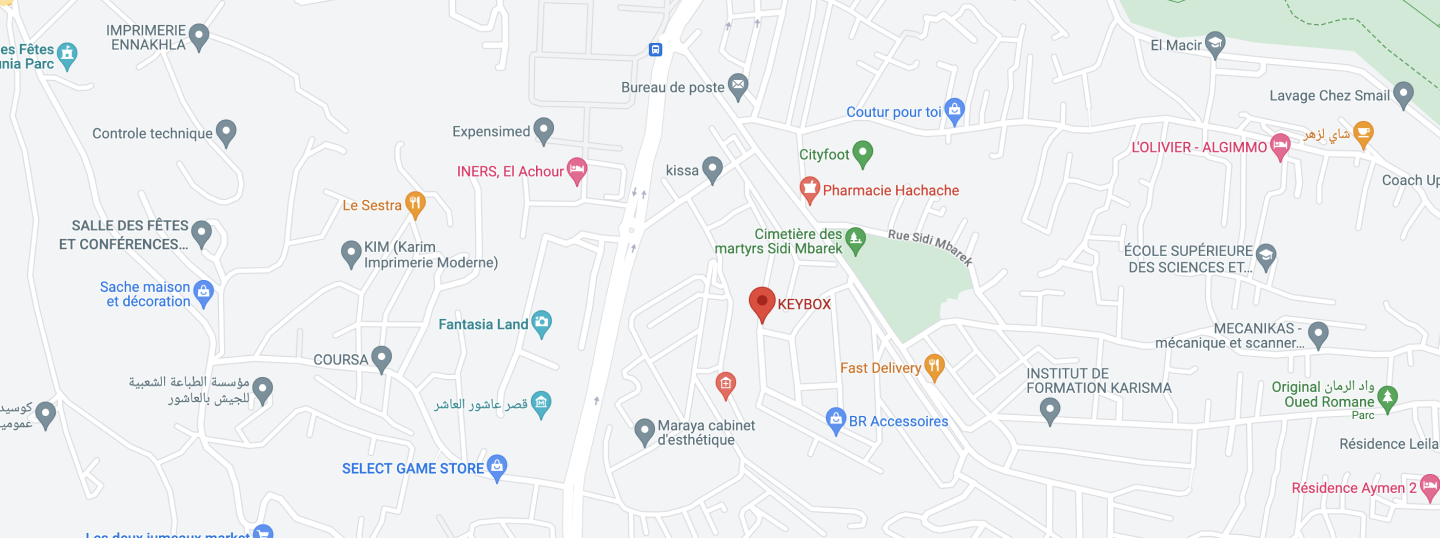 IMPRIMERIE
ENNAKHLA
es Fêtes
unia Parc
Bureau de poste
El Macir
Lavage Chez Smail
Coutur pour toi
Controle technique
Expensimed
شاي لزهر
L'OLIVIER - ALGIMMO
Cityfoot
INERS, El Achour
kissa
Coach Up
Pharmacie Hachache
Le Sestra
SALLE DES FÊTES
ET CONFÉRENCES...
KIM (Karim
Imprimerie Moderne)
Cimetière des
martyrs Sidi Mbarek
Rue Sidi Mbarek
ÉCOLE SUPÉRIEURE
DES SCIENCES ET...
Sache maison
et décoration
KEYBOX
Fantasia Land
MECANIKAS -
mécanique et scanner...
COURSA
Fast Delivery
INSTITUT DE
FORMATION KARISMA
مؤسسة الطباعة الشعبية
للجيش بالعاشور
Original واد الرمان
Oued Romane
Parc
قصر عاشور العاشر
كوسيد
عمومية
BR Accessoires
Maraya cabinet
d'esthétique
Résidence Leila
SELECT GAME STORE
Résidence Aymen 2
Les deux jumeaux market